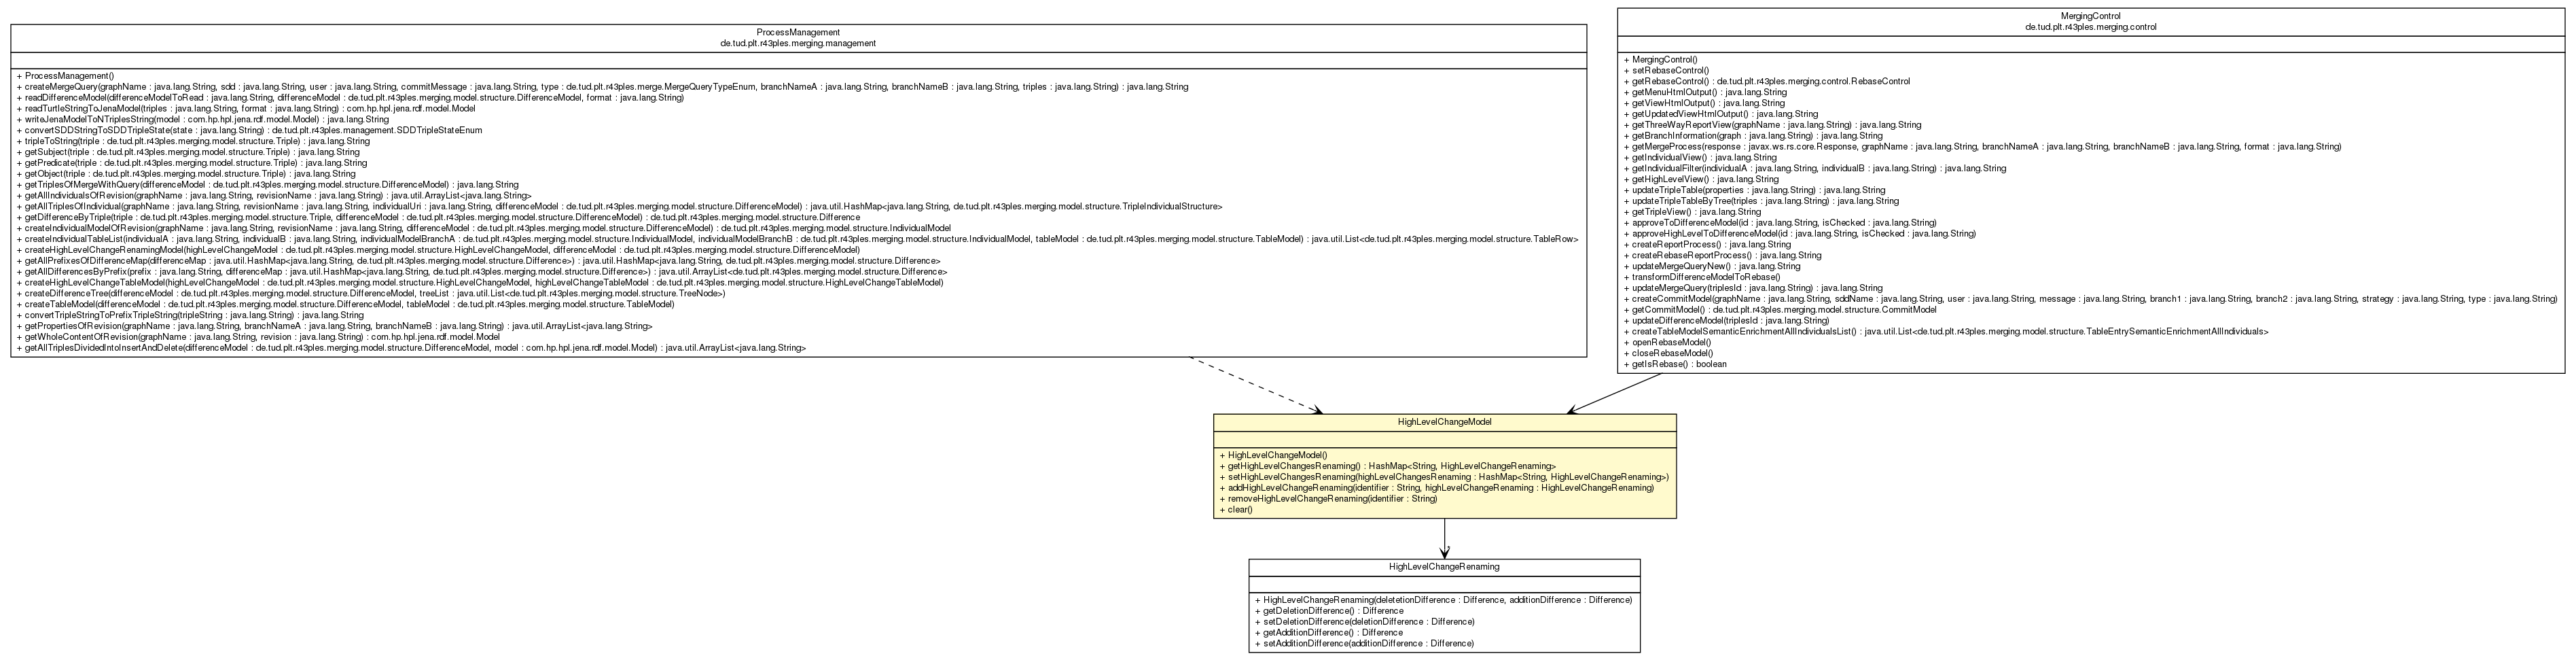 ProcessManagement
de.tud.plt.r43ples.merging.management
+ ProcessManagement()
+ createMergeQuery(graphName : java.lang.String, sdd : java.lang.String, user : java.lang.String, commitMessage : java.lang.String, type : de.tud.plt.r43ples.merge.MergeQueryTypeEnum, branchNameA : java.lang.String, branchNameB : java.lang.String, triples : java.lang.String) : java.lang.String
+ readDifferenceModel(differenceModelToRead : java.lang.String, differenceModel : de.tud.plt.r43ples.merging.model.structure.DifferenceModel, format : java.lang.String)
+ readTurtleStringToJenaModel(triples : java.lang.String, format : java.lang.String) : com.hp.hpl.jena.rdf.model.Model
+ writeJenaModelToNTriplesString(model : com.hp.hpl.jena.rdf.model.Model) : java.lang.String
+ convertSDDStringToSDDTripleState(state : java.lang.String) : de.tud.plt.r43ples.management.SDDTripleStateEnum
+ tripleToString(triple : de.tud.plt.r43ples.merging.model.structure.Triple) : java.lang.String
+ getSubject(triple : de.tud.plt.r43ples.merging.model.structure.Triple) : java.lang.String
+ getPredicate(triple : de.tud.plt.r43ples.merging.model.structure.Triple) : java.lang.String
+ getObject(triple : de.tud.plt.r43ples.merging.model.structure.Triple) : java.lang.String
+ getTriplesOfMergeWithQuery(differenceModel : de.tud.plt.r43ples.merging.model.structure.DifferenceModel) : java.lang.String
+ getAllIndividualsOfRevision(graphName : java.lang.String, revisionName : java.lang.String) : java.util.ArrayList<java.lang.String>
+ getAllTriplesOfIndividual(graphName : java.lang.String, revisionName : java.lang.String, individualUri : java.lang.String, differenceModel : de.tud.plt.r43ples.merging.model.structure.DifferenceModel) : java.util.HashMap<java.lang.String, de.tud.plt.r43ples.merging.model.structure.TripleIndividualStructure>
+ getDifferenceByTriple(triple : de.tud.plt.r43ples.merging.model.structure.Triple, differenceModel : de.tud.plt.r43ples.merging.model.structure.DifferenceModel) : de.tud.plt.r43ples.merging.model.structure.Difference
+ createIndividualModelOfRevision(graphName : java.lang.String, revisionName : java.lang.String, differenceModel : de.tud.plt.r43ples.merging.model.structure.DifferenceModel) : de.tud.plt.r43ples.merging.model.structure.IndividualModel
+ createIndividualTableList(individualA : java.lang.String, individualB : java.lang.String, individualModelBranchA : de.tud.plt.r43ples.merging.model.structure.IndividualModel, individualModelBranchB : de.tud.plt.r43ples.merging.model.structure.IndividualModel, tableModel : de.tud.plt.r43ples.merging.model.structure.TableModel) : java.util.List<de.tud.plt.r43ples.merging.model.structure.TableRow>
+ createHighLevelChangeRenamingModel(highLevelChangeModel : de.tud.plt.r43ples.merging.model.structure.HighLevelChangeModel, differenceModel : de.tud.plt.r43ples.merging.model.structure.DifferenceModel)
+ getAllPrefixesOfDifferenceMap(differenceMap : java.util.HashMap<java.lang.String, de.tud.plt.r43ples.merging.model.structure.Difference>) : java.util.HashMap<java.lang.String, de.tud.plt.r43ples.merging.model.structure.Difference>
+ getAllDifferencesByPrefix(prefix : java.lang.String, differenceMap : java.util.HashMap<java.lang.String, de.tud.plt.r43ples.merging.model.structure.Difference>) : java.util.ArrayList<de.tud.plt.r43ples.merging.model.structure.Difference>
+ createHighLevelChangeTableModel(highLevelChangeModel : de.tud.plt.r43ples.merging.model.structure.HighLevelChangeModel, highLevelChangeTableModel : de.tud.plt.r43ples.merging.model.structure.HighLevelChangeTableModel)
+ createDifferenceTree(differenceModel : de.tud.plt.r43ples.merging.model.structure.DifferenceModel, treeList : java.util.List<de.tud.plt.r43ples.merging.model.structure.TreeNode>)
+ createTableModel(differenceModel : de.tud.plt.r43ples.merging.model.structure.DifferenceModel, tableModel : de.tud.plt.r43ples.merging.model.structure.TableModel)
+ convertTripleStringToPrefixTripleString(tripleString : java.lang.String) : java.lang.String
+ getPropertiesOfRevision(graphName : java.lang.String, branchNameA : java.lang.String, branchNameB : java.lang.String) : java.util.ArrayList<java.lang.String>
+ getWholeContentOfRevision(graphName : java.lang.String, revision : java.lang.String) : com.hp.hpl.jena.rdf.model.Model
+ getAllTriplesDividedIntoInsertAndDelete(differenceModel : de.tud.plt.r43ples.merging.model.structure.DifferenceModel, model : com.hp.hpl.jena.rdf.model.Model) : java.util.ArrayList<java.lang.String>
MergingControl
de.tud.plt.r43ples.merging.control
+ MergingControl()
+ setRebaseControl()
+ getRebaseControl() : de.tud.plt.r43ples.merging.control.RebaseControl
+ getMenuHtmlOutput() : java.lang.String
+ getViewHtmlOutput() : java.lang.String
+ getUpdatedViewHtmlOutput() : java.lang.String
+ getThreeWayReportView(graphName : java.lang.String) : java.lang.String
+ getBranchInformation(graph : java.lang.String) : java.lang.String
+ getMergeProcess(response : javax.ws.rs.core.Response, graphName : java.lang.String, branchNameA : java.lang.String, branchNameB : java.lang.String, format : java.lang.String)
+ getIndividualView() : java.lang.String
+ getIndividualFilter(individualA : java.lang.String, individualB : java.lang.String) : java.lang.String
+ getHighLevelView() : java.lang.String
+ updateTripleTable(properties : java.lang.String) : java.lang.String
+ updateTripleTableByTree(triples : java.lang.String) : java.lang.String
+ getTripleView() : java.lang.String
+ approveToDifferenceModel(id : java.lang.String, isChecked : java.lang.String)
+ approveHighLevelToDifferenceModel(id : java.lang.String, isChecked : java.lang.String)
+ createReportProcess() : java.lang.String
+ createRebaseReportProcess() : java.lang.String
+ updateMergeQueryNew() : java.lang.String
+ transformDifferenceModelToRebase()
+ updateMergeQuery(triplesId : java.lang.String) : java.lang.String
+ createCommitModel(graphName : java.lang.String, sddName : java.lang.String, user : java.lang.String, message : java.lang.String, branch1 : java.lang.String, branch2 : java.lang.String, strategy : java.lang.String, type : java.lang.String)
+ getCommitModel() : de.tud.plt.r43ples.merging.model.structure.CommitModel
+ updateDifferenceModel(triplesId : java.lang.String)
+ createTableModelSemanticEnrichmentAllIndividualsList() : java.util.List<de.tud.plt.r43ples.merging.model.structure.TableEntrySemanticEnrichmentAllIndividuals>
+ openRebaseModel()
+ closeRebaseModel()
+ getIsRebase() : boolean
HighLevelChangeModel
+ HighLevelChangeModel()
+ getHighLevelChangesRenaming() : HashMap<String, HighLevelChangeRenaming>
+ setHighLevelChangesRenaming(highLevelChangesRenaming : HashMap<String, HighLevelChangeRenaming>)
+ addHighLevelChangeRenaming(identifier : String, highLevelChangeRenaming : HighLevelChangeRenaming)
+ removeHighLevelChangeRenaming(identifier : String)
+ clear()
*
HighLevelChangeRenaming
+ HighLevelChangeRenaming(deletetionDifference : Difference, additionDifference : Difference)
+ getDeletionDifference() : Difference
+ setDeletionDifference(deletionDifference : Difference)
+ getAdditionDifference() : Difference
+ setAdditionDifference(additionDifference : Difference)